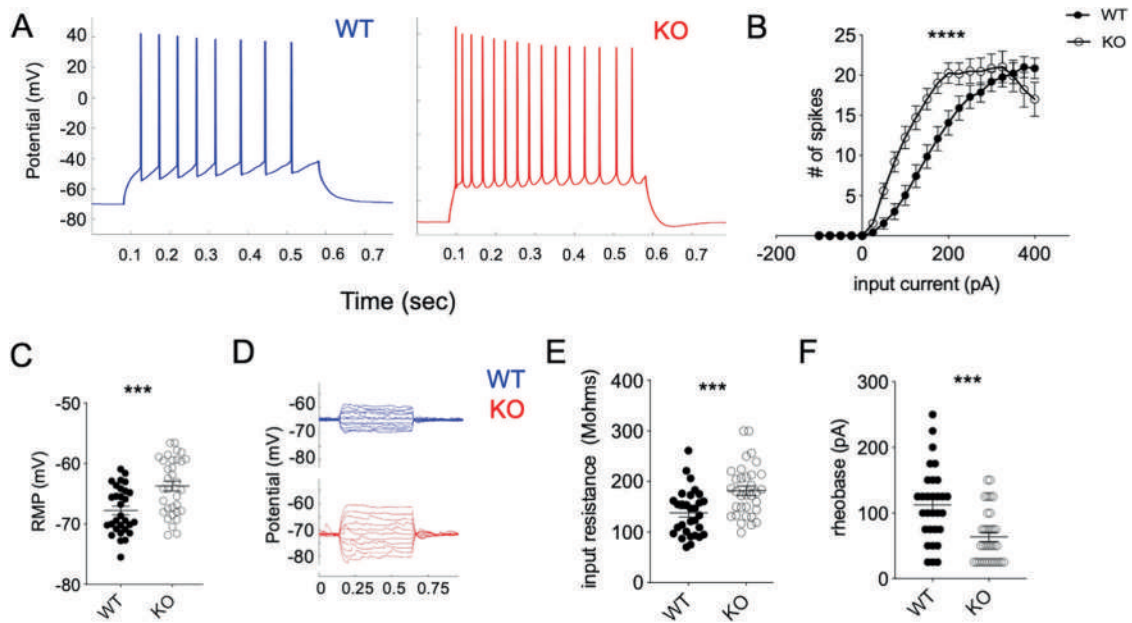 A
WT
KO
Potential (mV)
40
20
0
-20
-40
-60
-80
0.1 0.2 0.3 0.4 0.5 0.6 0.7
0.1 0.2 0.3 0.4 0.5 0.6 0.7
Time (sec)
B
WT
KO
****
# of spikes
25
20
15
10
5
-200 0 200 400
input current (pA)
C
***
RMP (mV)
-50
-60
-70
-80
WT KO
D
WT
KO
Potential (mV)
-60
-70
-80
-60
-70
-80
0.25 0.5 0.75
E
***
input resistance (Mohms)
400
300
200
100
0
WT KO
F
***
rheobase (pA)
300
200
100
0
WT KO